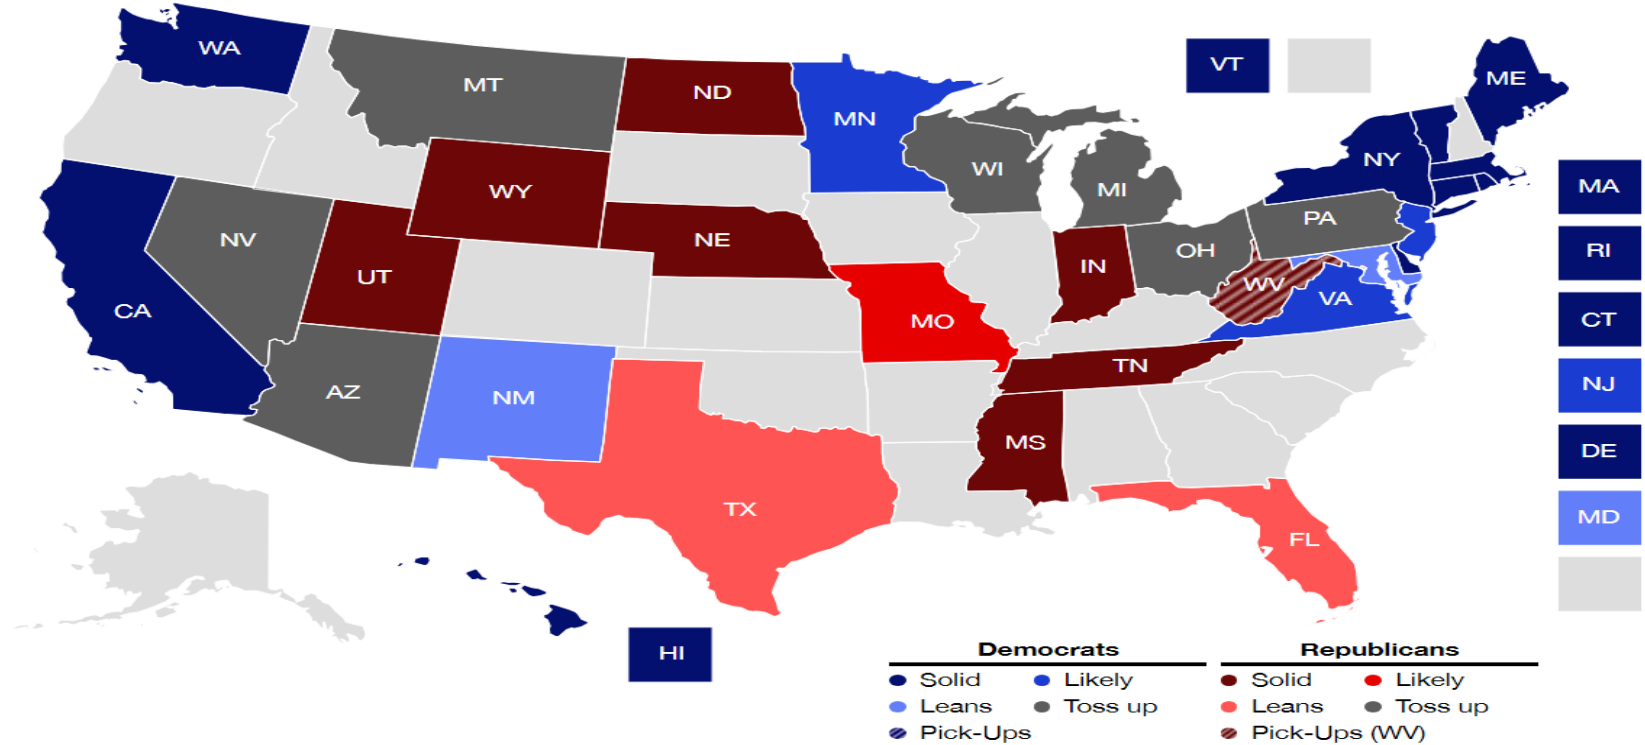 WA
MT
ND
MN
VT
ME
WI
MI
NY
WY
MA
NV
NE
PA
UT
IN
OH
RI
CA
WV
VA
MO
CT
AZ
NM
TN
NJ
MS
DE
TX
FL
MD
HI
Democrats
Republicans
Solid
Likely
Solid
Likely
Leans
Toss up
Leans
Toss up
Pick-Ups
Pick-Ups (WV)